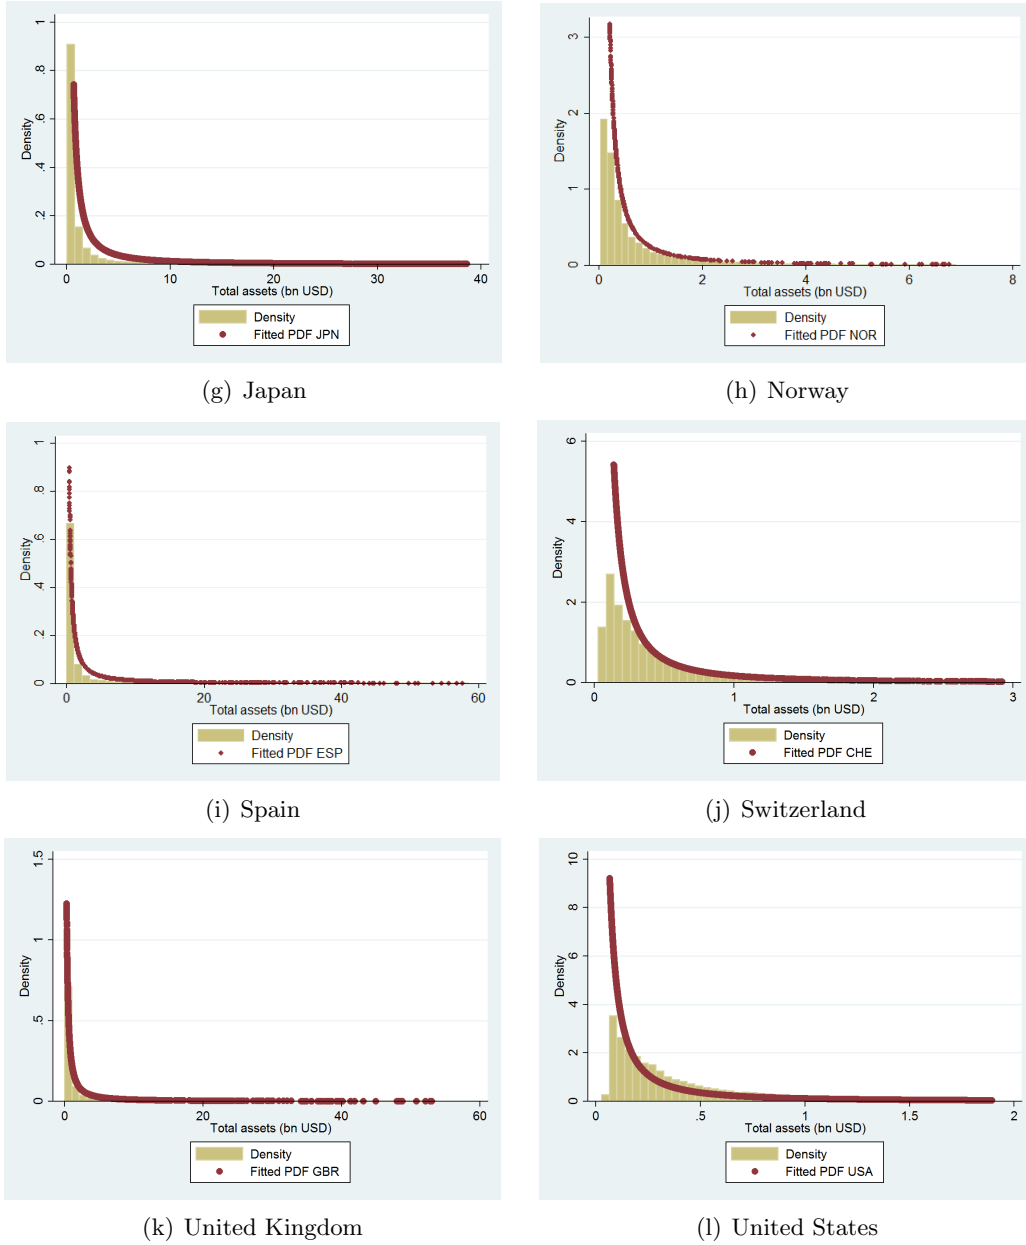 Density
0
.2
.4
.6
.8
1
0
10
20
30
40
Total assets (bn USD)
Density
Fitted PDF JPN
(g) Japan
Density
0
1
2
3
0
2
4
6
8
Total assets (bn USD)
Density
Fitted PDF NOR
(h) Norway
Density
0
.2
.4
.6
.8
1
0
20
40
60
Total assets (bn USD)
Density
Fitted PDF ESP
(i) Spain
Density
0
2
4
6
0
1
2
3
Total assets (bn USD)
Density
Fitted PDF CHE
(j) Switzerland
Density
0
.5
1
1.5
0
20
40
60
Total assets (bn USD)
Density
Fitted PDF GBR
(k) United Kingdom
Density
0
2
4
6
8
10
0
.5
1
1.5
2
Total assets (bn USD)
Density
Fitted PDF USA
(l) United States